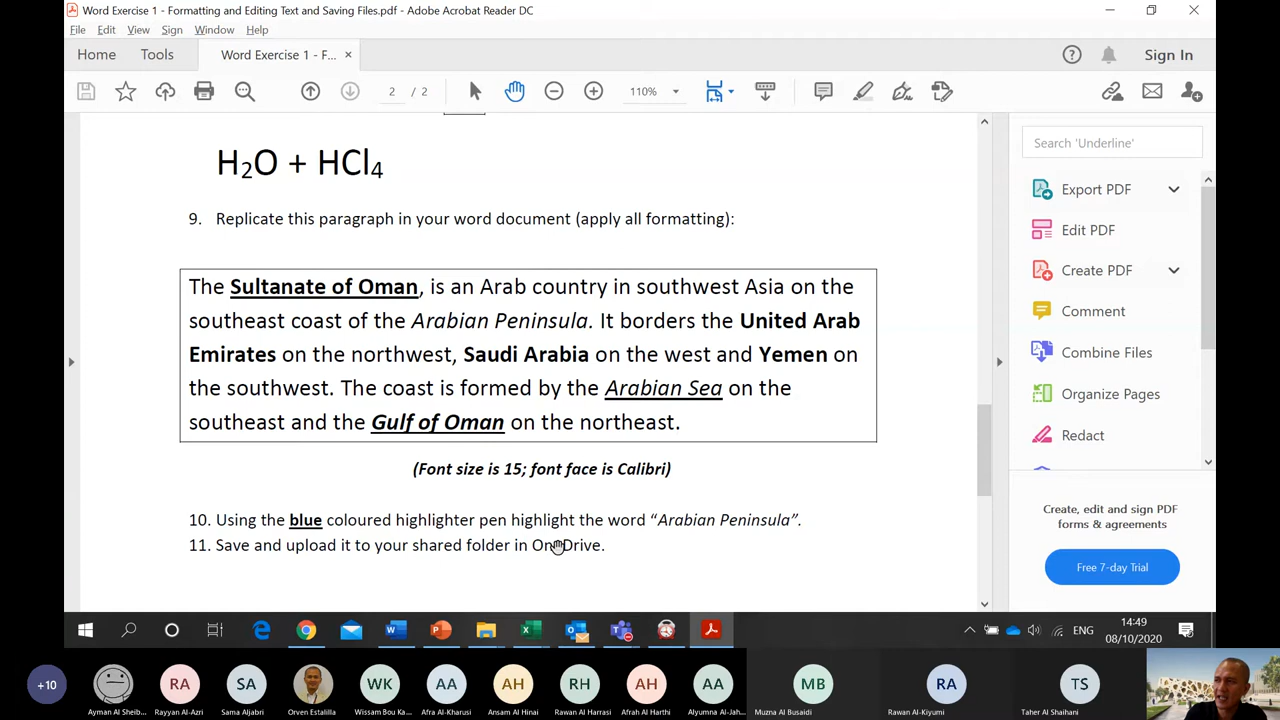 Word Exercise 1 - Formatting and Editing Text and Saving Files.pdf - Adobe Acrobat Reader DC
File Edit View Sign Window Help
Home Tools Word Exercise 1 - F... × Sign In
2 / 2 110%
H₂O + HCl₄
9. Replicate this paragraph in your word document (apply all formatting):
The Sultanate of Oman, is an Arab country in southwest Asia on the
southeast coast of the Arabian Peninsula. It borders the United Arab
Emirates on the northwest, Saudi Arabia on the west and Yemen on
the southwest. The coast is formed by the Arabian Sea on the
southeast and the Gulf of Oman on the northeast.
(Font size is 15; font face is Calibri)
10. Using the blue coloured highlighter pen highlight the word “Arabian Peninsula”.
11. Save and upload it to your shared folder in OneDrive.
Search 'Underline'
Export PDF
Edit PDF
Create PDF
Comment
Combine Files
Organize Pages
Redact
Create, edit and sign PDF
forms & agreements
Free 7-day Trial
ENG
14:49
08/10/2020
+10 RA SA WK AA AH RH AH AA MB RA TS
Ayman Al Sheib... Rayyan Al-Azri Sama Aljabri Orven Estalilla Wissam Bou Ka... Afra Al-Kharusi Ansam Al Hinai Rawan Al Harrasi Afrah Al Harthi Alyumna Al-Jah... Muzna Al Busaidi Rawan Al-Kiyumi Taher Al Shaihani